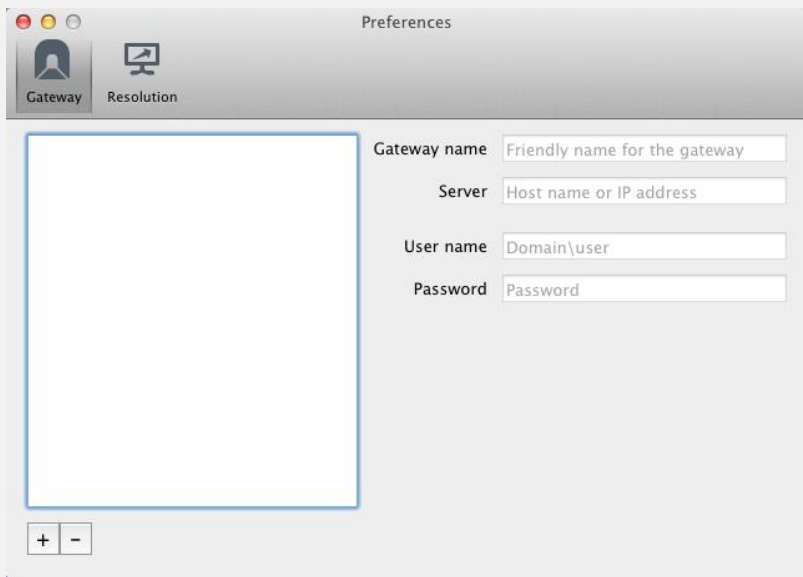 Preferences
Gateway
Resolution
Gateway name
Friendly name for the gateway
Server
Host name or IP address
User name
Domain\user
Password
Password
+
-